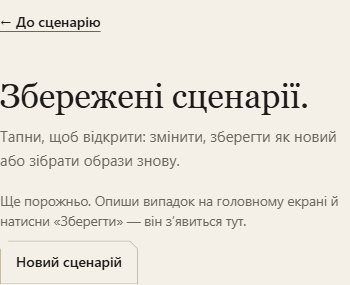 ← До сценарію
Збережені сценарії.
Тапни, щоб відкрити: змінити, зберегти як новий
або зібрати образи знову.
Ще порожньо. Опиши випадок на головному екрані й
натисни «Зберегти» — він з’явиться тут.
Новий сценарій